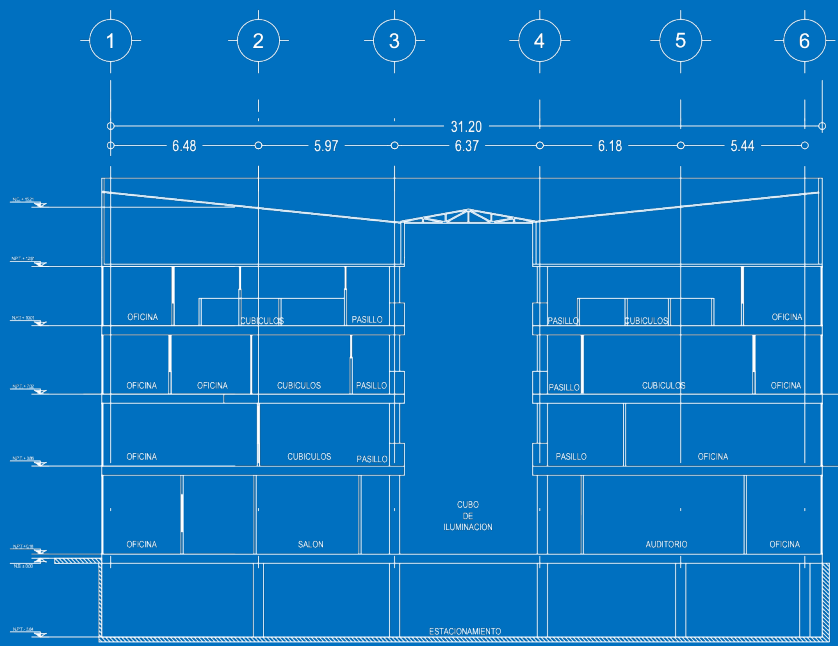 1 2 3 4 5 6
31.20
6.48 5.97 6.37 6.18 5.44
OFICINA CUBICULOS PASILLO PASILLO CUBICULOS OFICINA
OFICINA OFICINA CUBICULOS PASILLO PASILLO CUBICULOS OFICINA
OFICINA CUBICULOS PASILLO PASILLO OFICINA
CUBO
DE
ILUMINACION
OFICINA SALON AUDITORIO OFICINA
ESTACIONAMIENTO